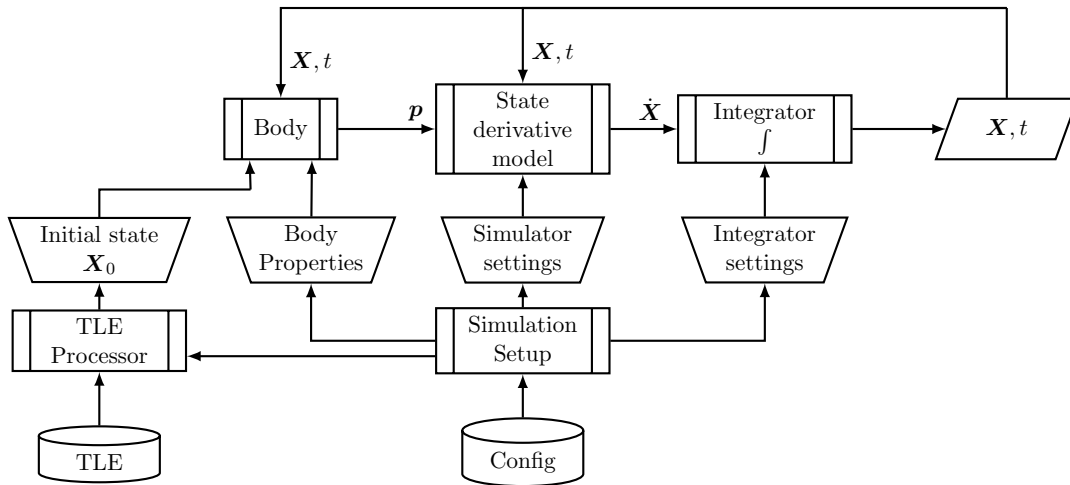 X, t
X, t
Body
p
State
derivative
model
Ẋ
Integrator
∫
X, t
Initial state
X₀
Body
Properties
Simulator
settings
Integrator
settings
TLE
Processor
Simulation
Setup
TLE
Config